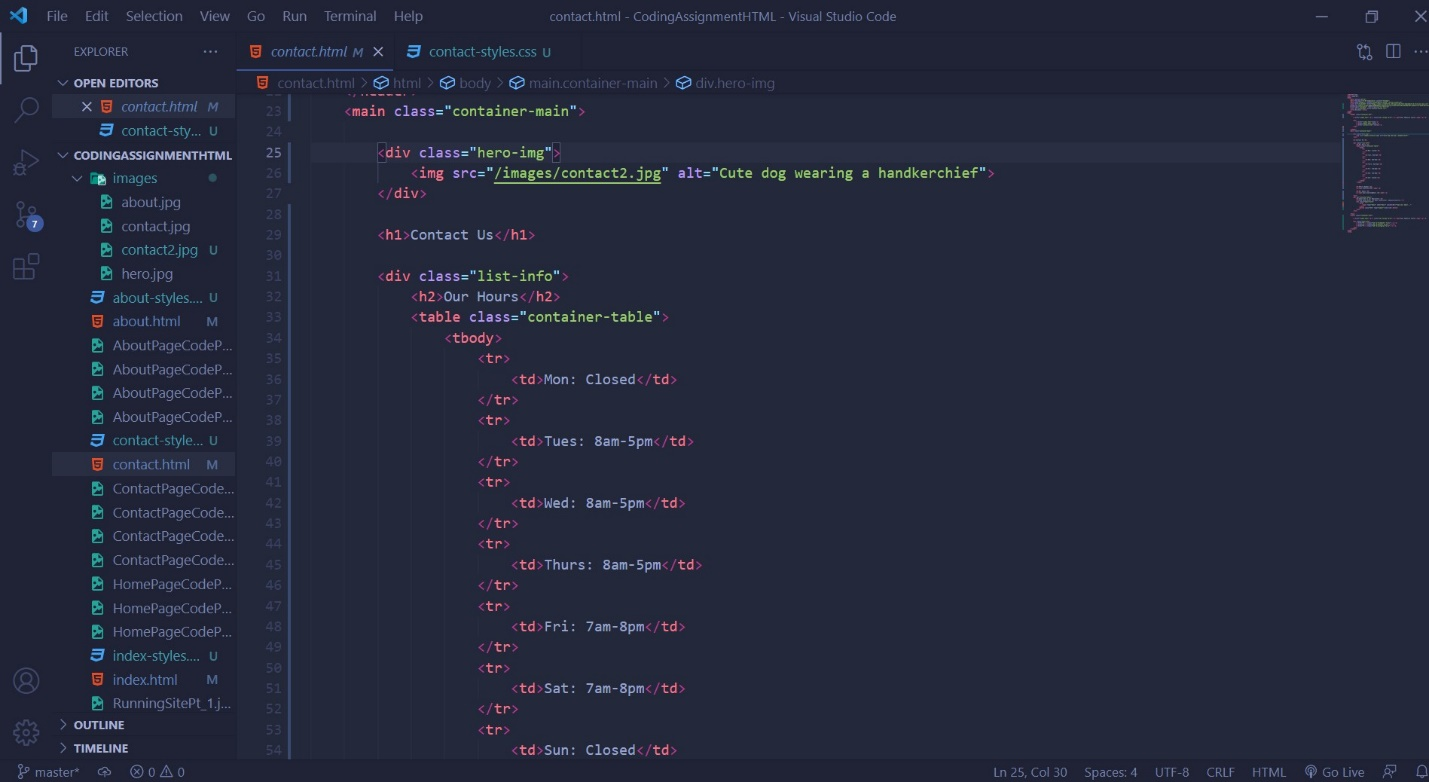 File Edit Selection View Go Run Terminal Help
contact.html - CodingAssignmentHTML - Visual Studio Code
EXPLORER
OPEN EDITORS
contact.html M
contact-sty... U
CODINGASSIGNMENTHTML
images
about.jpg
contact.jpg
contact2.jpg U
hero.jpg
about-styles.... U
about.html M
AboutPageCodeP...
AboutPageCodeP...
AboutPageCodeP...
AboutPageCodeP...
contact-style... U
contact.html M
ContactPageCode...
ContactPageCode...
ContactPageCode...
ContactPageCode...
HomePageCodeP...
HomePageCodeP...
HomePageCodeP...
index-styles.... U
index.html M
RunningSitePt_1.j...
OUTLINE
TIMELINE
7
contact.html M
contact-styles.css U
contact.html > html > body > main.container-main > div.hero-img
23 <main class="container-main">
24
25 <div class="hero-img">
26 <img src="/images/contact2.jpg" alt="Cute dog wearing a handkerchief">
27 </div>
28
29 <h1>Contact Us</h1>
30
31 <div class="list-info">
32 <h2>Our Hours</h2>
33 <table class="container-table">
34 <tbody>
35 <tr>
36 <td>Mon: Closed</td>
37 </tr>
38 <tr>
39 <td>Tues: 8am-5pm</td>
40 </tr>
41 <tr>
42 <td>Wed: 8am-5pm</td>
43 </tr>
44 <tr>
45 <td>Thurs: 8am-5pm</td>
46 </tr>
47 <tr>
48 <td>Fri: 7am-8pm</td>
49 </tr>
50 <tr>
51 <td>Sat: 7am-8pm</td>
52 </tr>
53 <tr>
54 <td>Sun: Closed</td>
master* 0 0
Ln 25, Col 30 Spaces: 4 UTF-8 CRLF HTML Go Live